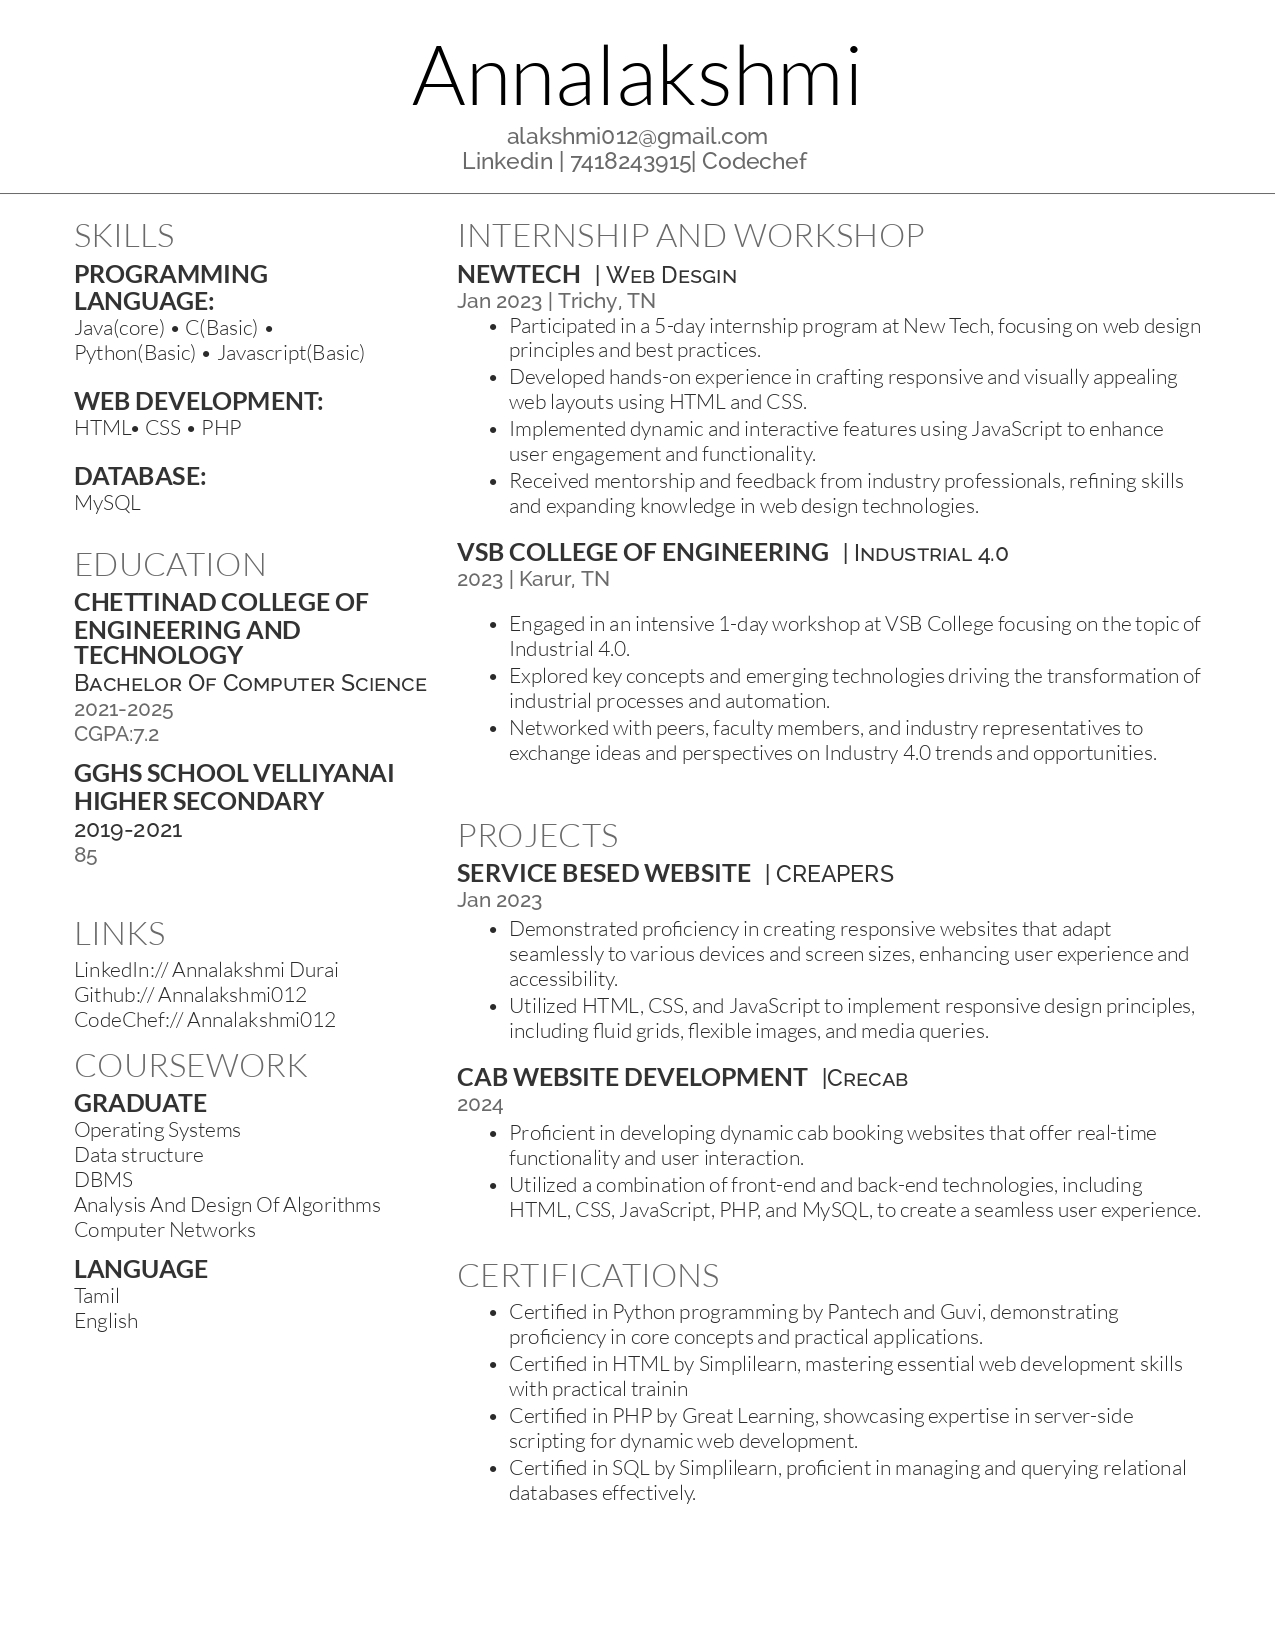 Annalakshmi
alakshmi012@gmail.com
Linkedin | 7418243915| Codechef
SKILLS
PROGRAMMING
LANGUAGE:
Java(core) • C(Basic) •
Python(Basic) • Javascript(Basic)
WEB DEVELOPMENT:
HTML• CSS • PHP
DATABASE:
MySQL
EDUCATION
CHETTINAD COLLEGE OF
ENGINEERING AND
TECHNOLOGY
Bachelor Of Computer Science
2021-2025
CGPA:7.2
GGHS SCHOOL VELLIYANAI
HIGHER SECONDARY
2019-2021
85
LINKS
LinkedIn:// Annalakshmi Durai
Github:// Annalakshmi012
CodeChef:// Annalakshmi012
COURSEWORK
GRADUATE
Operating Systems
Data structure
DBMS
Analysis And Design Of Algorithms
Computer Networks
LANGUAGE
Tamil
English
INTERNSHIP AND WORKSHOP
NEWTECH | Web Desgin
Jan 2023 | Trichy, TN
• Participated in a 5-day internship program at New Tech, focusing on web design
principles and best practices.
• Developed hands-on experience in crafting responsive and visually appealing
web layouts using HTML and CSS.
• Implemented dynamic and interactive features using JavaScript to enhance
user engagement and functionality.
• Received mentorship and feedback from industry professionals, refining skills
and expanding knowledge in web design technologies.
VSB COLLEGE OF ENGINEERING | Industrial 4.0
2023 | Karur, TN
• Engaged in an intensive 1-day workshop at VSB College focusing on the topic of
Industrial 4.0.
• Explored key concepts and emerging technologies driving the transformation of
industrial processes and automation.
• Networked with peers, faculty members, and industry representatives to
exchange ideas and perspectives on Industry 4.0 trends and opportunities.
PROJECTS
SERVICE BESED WEBSITE | CREAPERS
Jan 2023
• Demonstrated proficiency in creating responsive websites that adapt
seamlessly to various devices and screen sizes, enhancing user experience and
accessibility.
• Utilized HTML, CSS, and JavaScript to implement responsive design principles,
including fluid grids, flexible images, and media queries.
CAB WEBSITE DEVELOPMENT |Crecab
2024
• Proficient in developing dynamic cab booking websites that offer real-time
functionality and user interaction.
• Utilized a combination of front-end and back-end technologies, including
HTML, CSS, JavaScript, PHP, and MySQL, to create a seamless user experience.
CERTIFICATIONS
• Certified in Python programming by Pantech and Guvi, demonstrating
proficiency in core concepts and practical applications.
• Certified in HTML by Simplilearn, mastering essential web development skills
with practical trainin
• Certified in PHP by Great Learning, showcasing expertise in server-side
scripting for dynamic web development.
• Certified in SQL by Simplilearn, proficient in managing and querying relational
databases effectively.